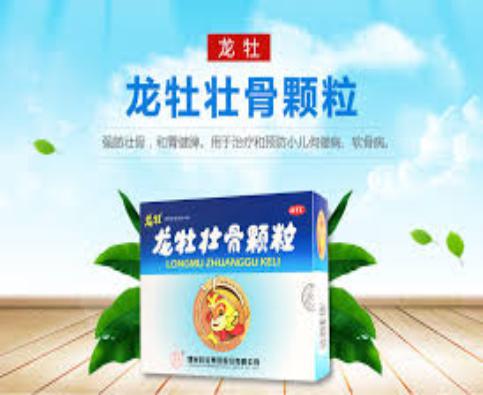 龙牡
龙牡壮骨颗粒
强筋壮骨,和胃健脾。用于治疗和预防小儿佝偻病、软骨病。
龙牡
OTC
龙牡壮骨颗粒
LONGMU ZHUANGGU KELI